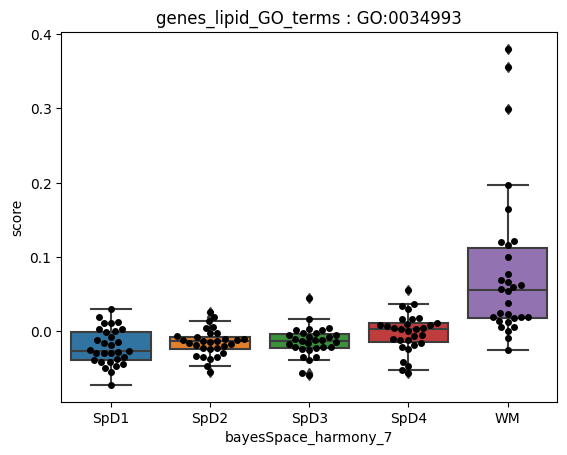 genes_lipid_GO_terms : GO:0034993
0.4
0.3
0.2
0.1
0.0
score
SpD1 SpD2 SpD3 SpD4 WM
bayesSpace_harmony_7